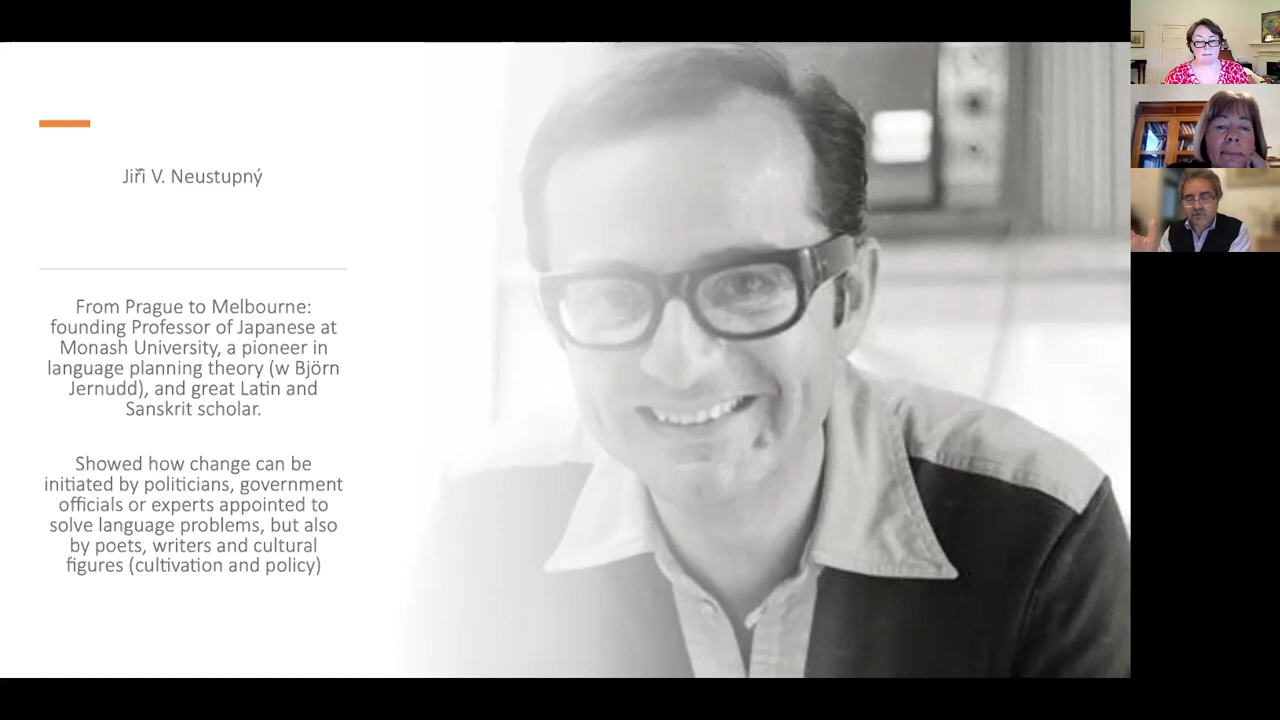 Jiři V. Neustupný
From Prague to Melbourne:
founding Professor of Japanese at
Monash University, a pioneer in
language planning theory (w Björn
Jernudd), and great Latin and
Sanskrit scholar.
Showed how change can be
initiated by politicians, government
officials or experts appointed to
solve language problems, but also
by poets, writers and cultural
figures (cultivation and policy)